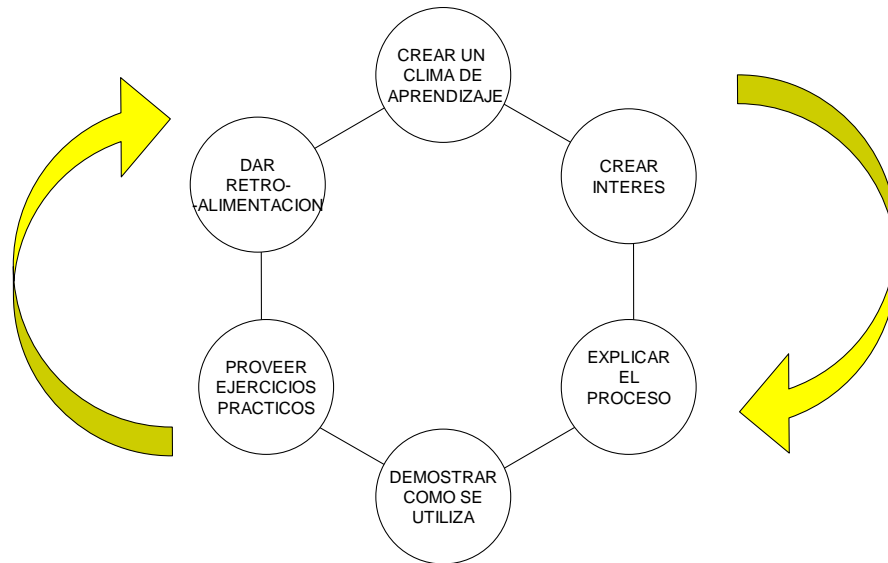 CREAR UN
CLIMA DE
APRENDIZAJE
CREAR
INTERES
EXPLICAR
EL
PROCESO
DEMOSTRAR
COMO SE
UTILIZA
PROVEER
EJERCICIOS
PRACTICOS
DAR
RETRO-
-ALIMENTACION